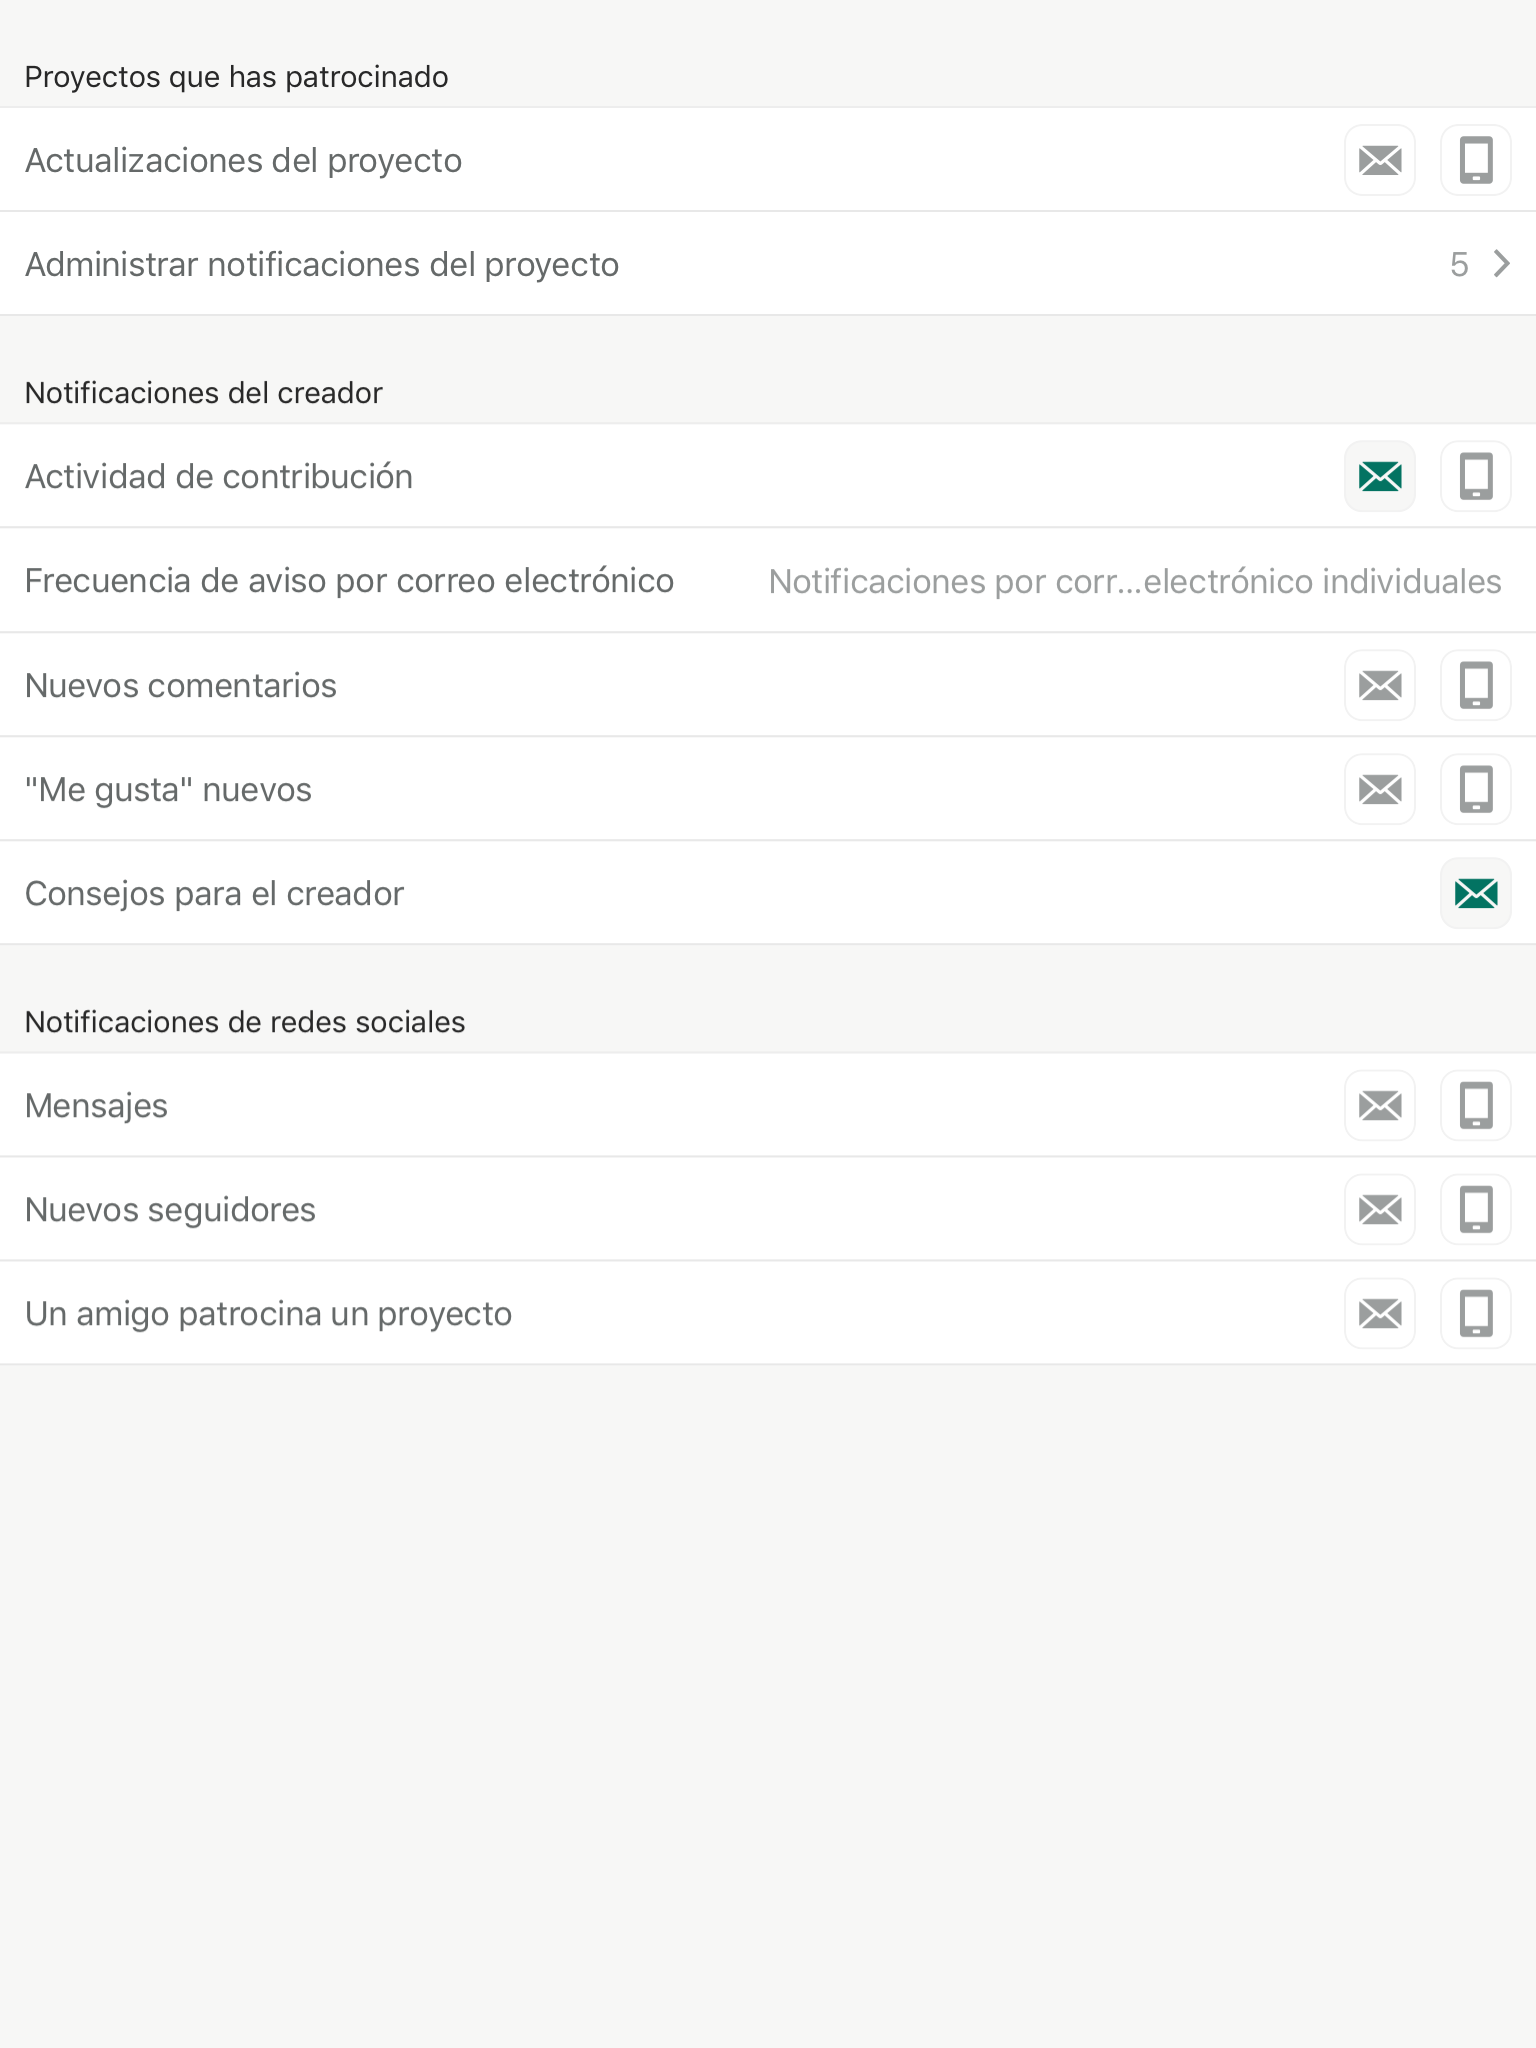 Proyectos que has patrocinado
Actualizaciones del proyecto
Administrar notificaciones del proyecto 5
Notificaciones del creador
Actividad de contribución
Frecuencia de aviso por correo electrónico Notificaciones por corr...electrónico individuales
Nuevos comentarios
"Me gusta" nuevos
Consejos para el creador
Notificaciones de redes sociales
Mensajes
Nuevos seguidores
Un amigo patrocina un proyecto